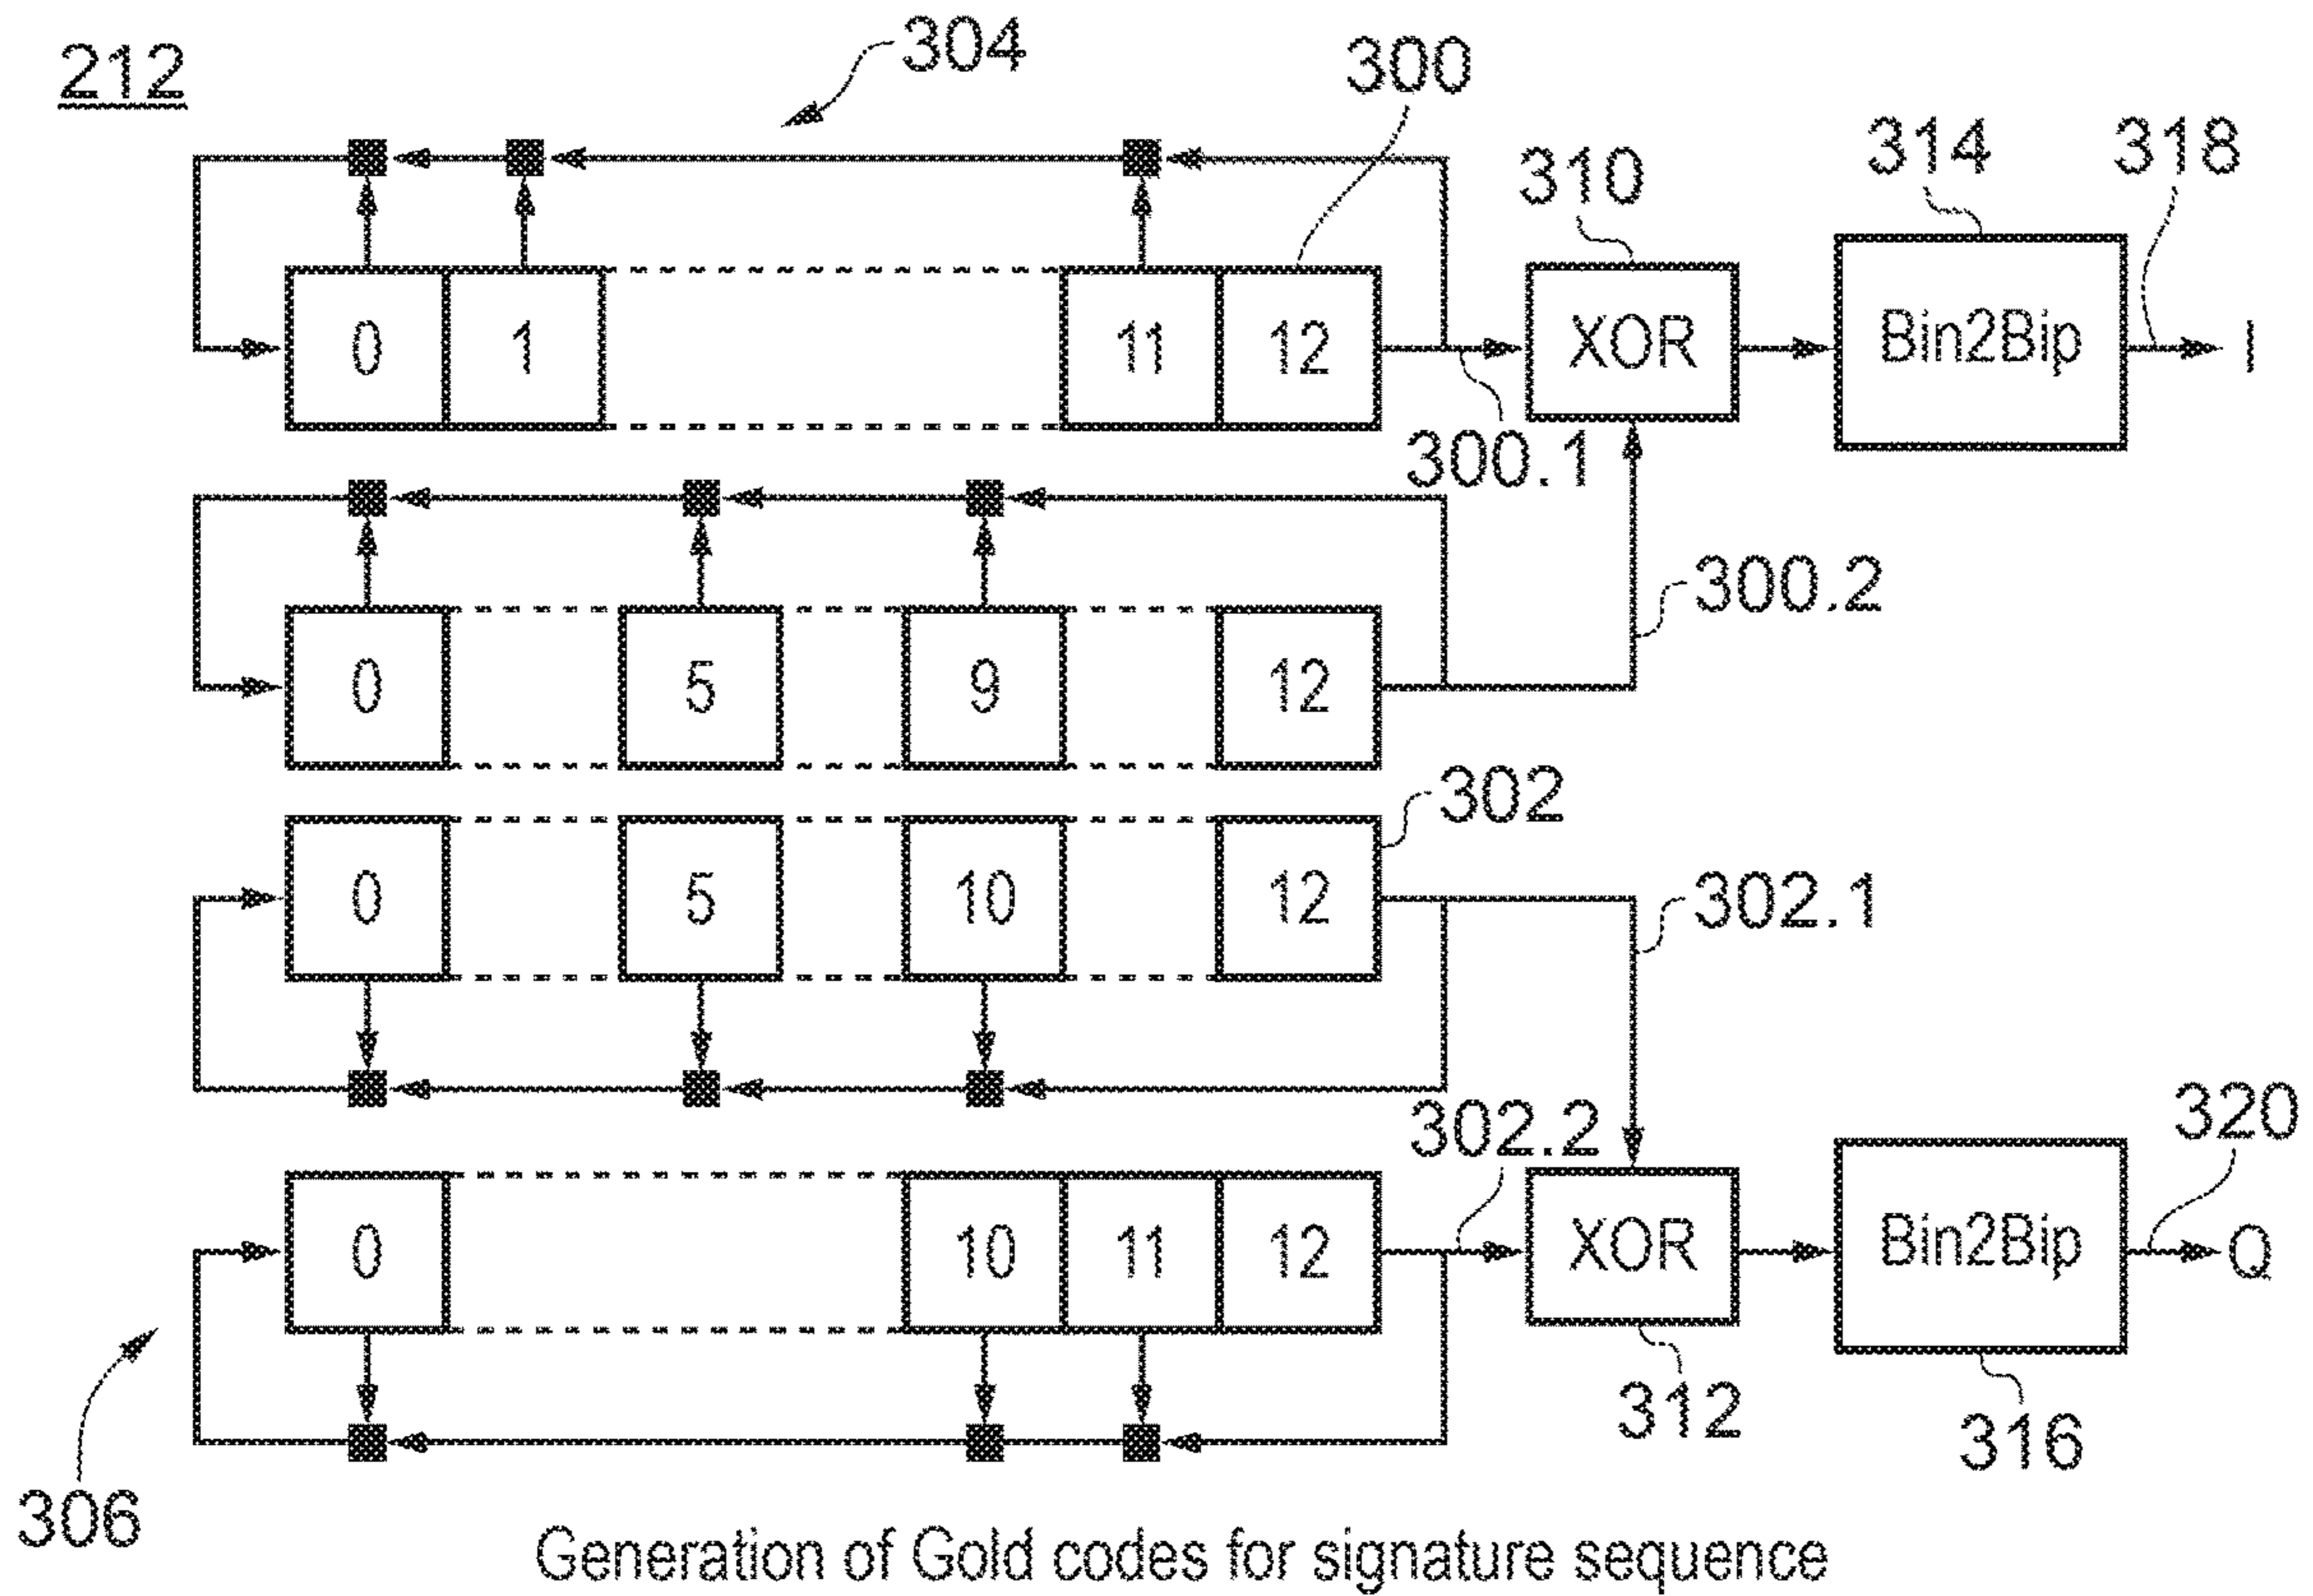 212
304
300
310
314
318
0 1 11 12
XOR
Bin2Bip
I
300.1
300.2
0 5 9 12
302
0 5 10 12
302.1
302.2
320
0 10 11 12
XOR
Bin2Bip
Q
312
316
306
Generation of Gold codes for signature sequence